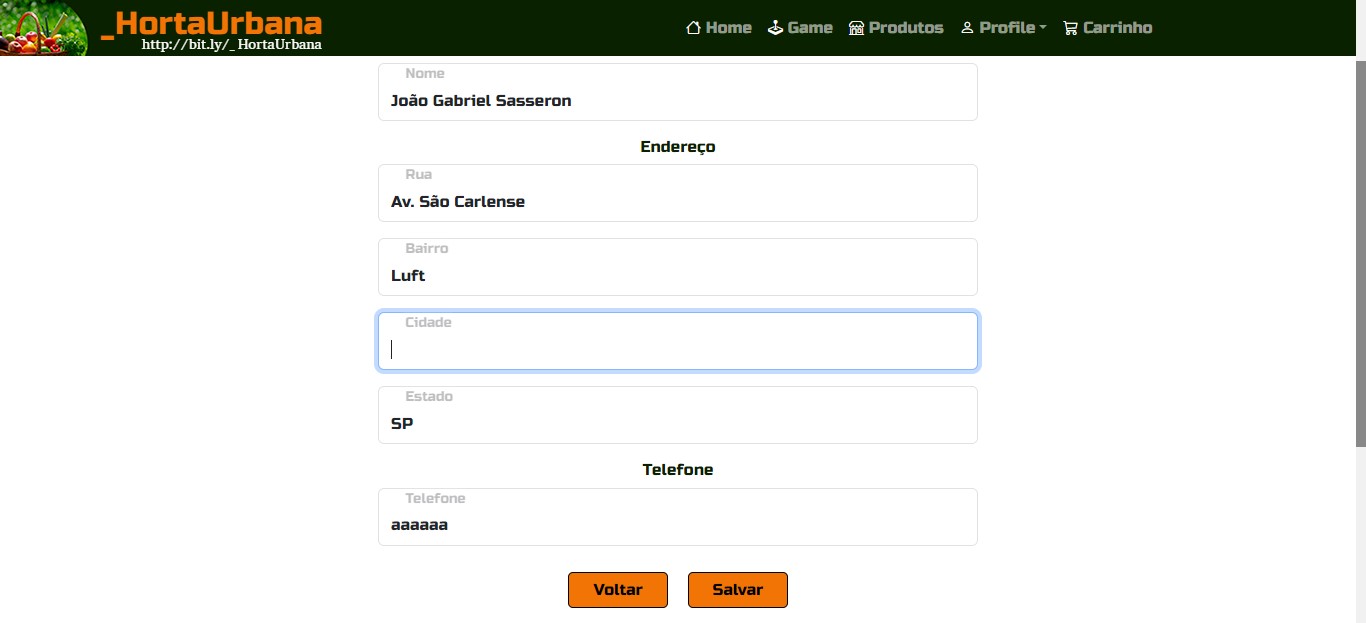 _HortaUrbana
http://bit.ly/_HortaUrbana
Home Game Produtos Profile Carrinho
Nome
João Gabriel Sasseron
Endereço
Rua
Av. São Carlense
Bairro
Luft
Cidade
Estado
SP
Telefone
Telefone
aaaaaa
Voltar Salvar